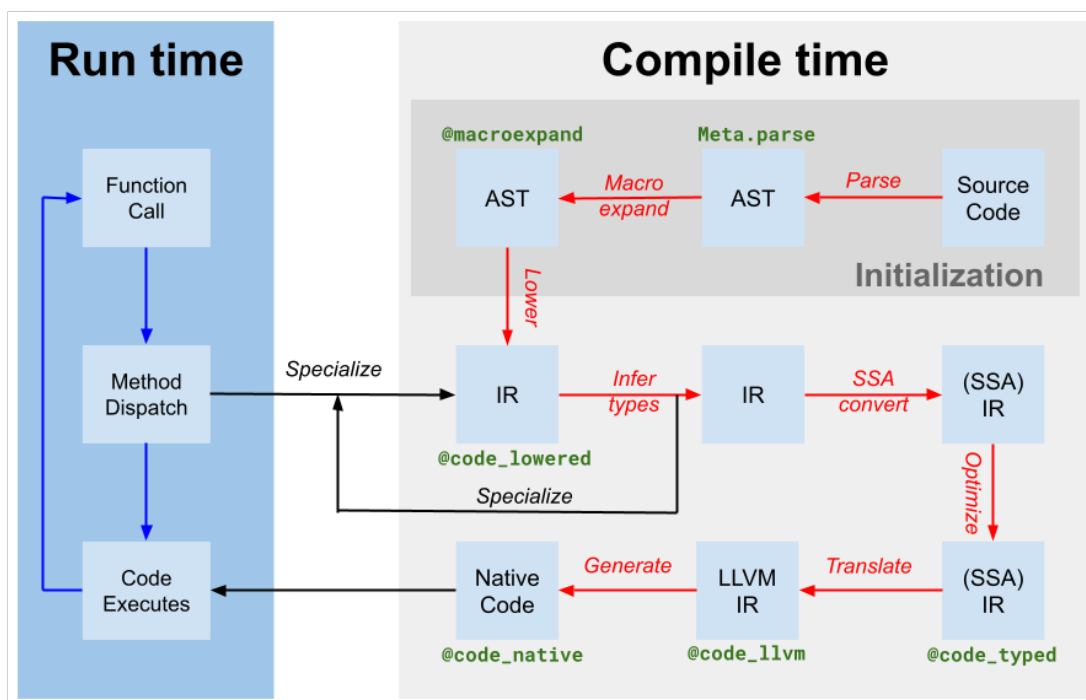 Run time
Compile time
@macroexpand
Meta.parse
Function
Call
AST
Macro
expand
AST
Parse
Source
Code
Initialization
Lower
Method
Dispatch
Specialize
IR
Infer
types
IR
SSA
convert
(SSA)
IR
@code_lowered
Specialize
Optimize
Code
Executes
Native
Code
Generate
LLVM
IR
Translate
(SSA)
IR
@code_native
@code_llvm
@code_typed